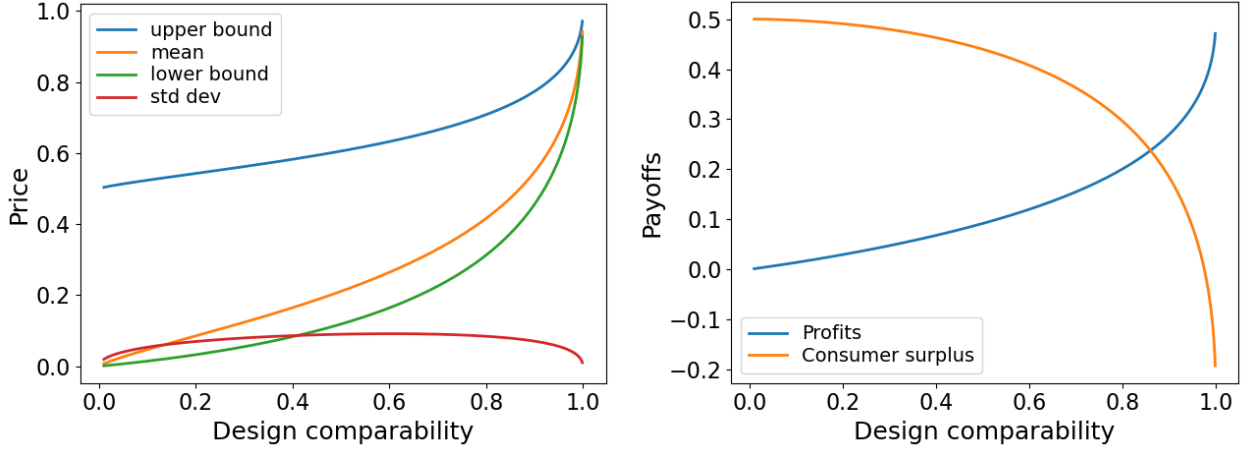 1.0
0.8
0.6
0.4
0.2
0.0
Price
upper bound
mean
lower bound
std dev
0.0 0.2 0.4 0.6 0.8 1.0
Design comparability
0.5
0.4
0.3
0.2
0.1
0.0
−0.1
−0.2
Payoffs
Profits
Consumer surplus
0.0 0.2 0.4 0.6 0.8 1.0
Design comparability